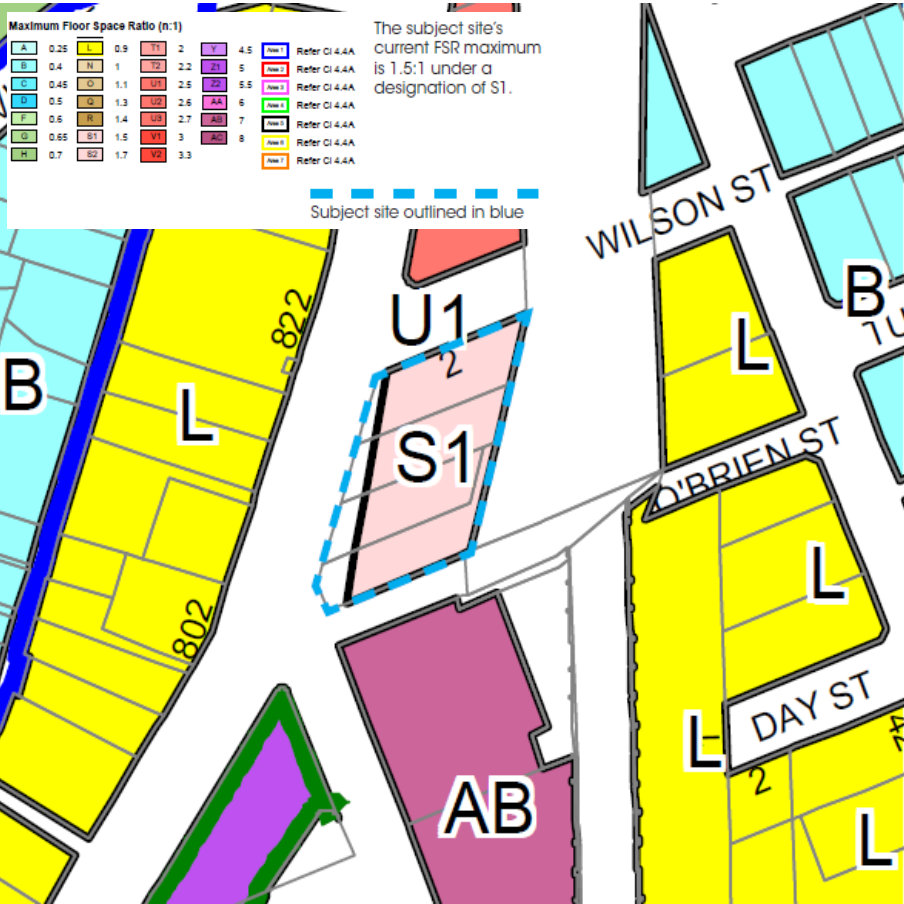 Maximum Floor Space Ratio (n:1)
A 0.25 L 0.9 T1 2 Y 4.5 Area 1 Refer Cl 4.4A
B 0.4 N 1 T2 2.2 Z1 5 Area 2 Refer Cl 4.4A
C 0.45 O 1.1 U1 2.5 Z2 5.5 Area 3 Refer Cl 4.4A
D 0.5 Q 1.3 U2 2.6 AA 6 Area 4 Refer Cl 4.4A
F 0.6 R 1.4 U3 2.7 AB 7 Area 5 Refer Cl 4.4A
G 0.65 S1 1.5 V1 3 AC 8 Area 6 Refer Cl 4.4A
H 0.7 S2 1.7 V2 3.3 Area 7 Refer Cl 4.4A
The subject site's
current FSR maximum
is 1.5:1 under a
designation of S1.
Subject site outlined in blue
WILSON ST
B
822
U1
2
L
TU
B
L
S1
O'BRIEN ST
L
802
DAY ST
L
42
2
AB
L